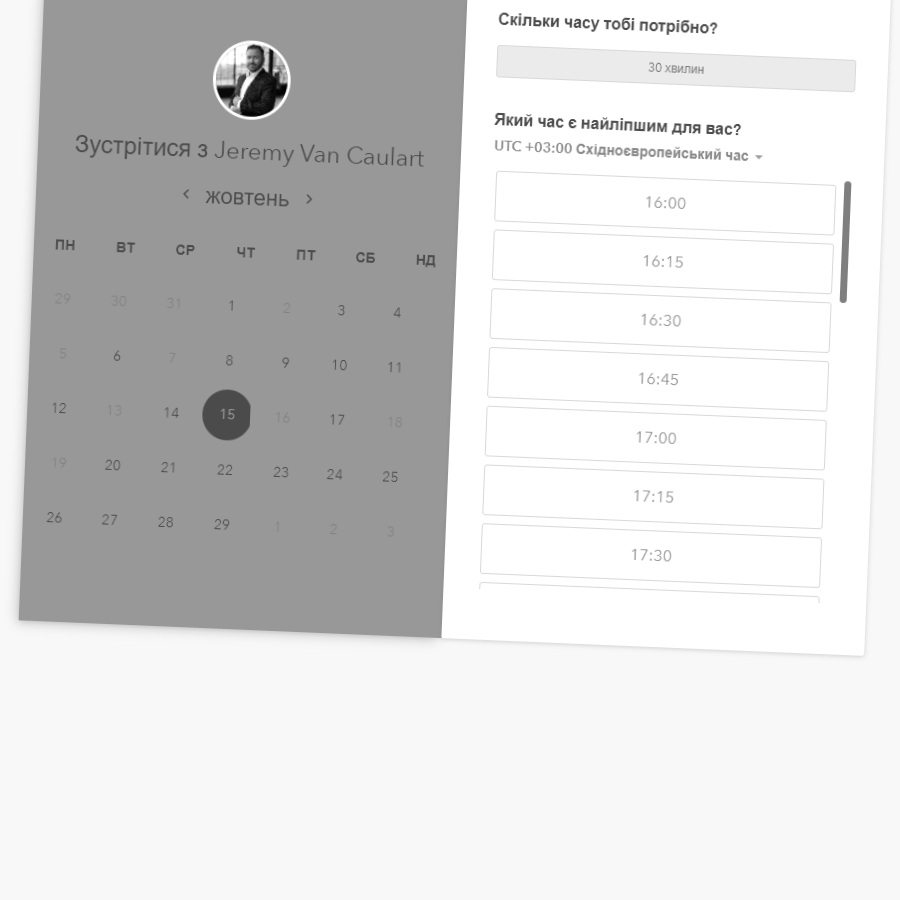 Зустрітися з Jeremy Van Caulart
жовтень
ПН ВТ СР ЧТ ПТ СБ НД
29 30 31 1 2 3 4
5 6 7 8 9 10 11
12 13 14 15 16 17 18
19 20 21 22 23 24 25
26 27 28 29 1 2 3
Скільки часу тобі потрібно?
30 хвилин
Який час є найліпшим для вас?
UTC +03:00 Східноєвропейський час
16:00
16:15
16:30
16:45
17:00
17:15
17:30